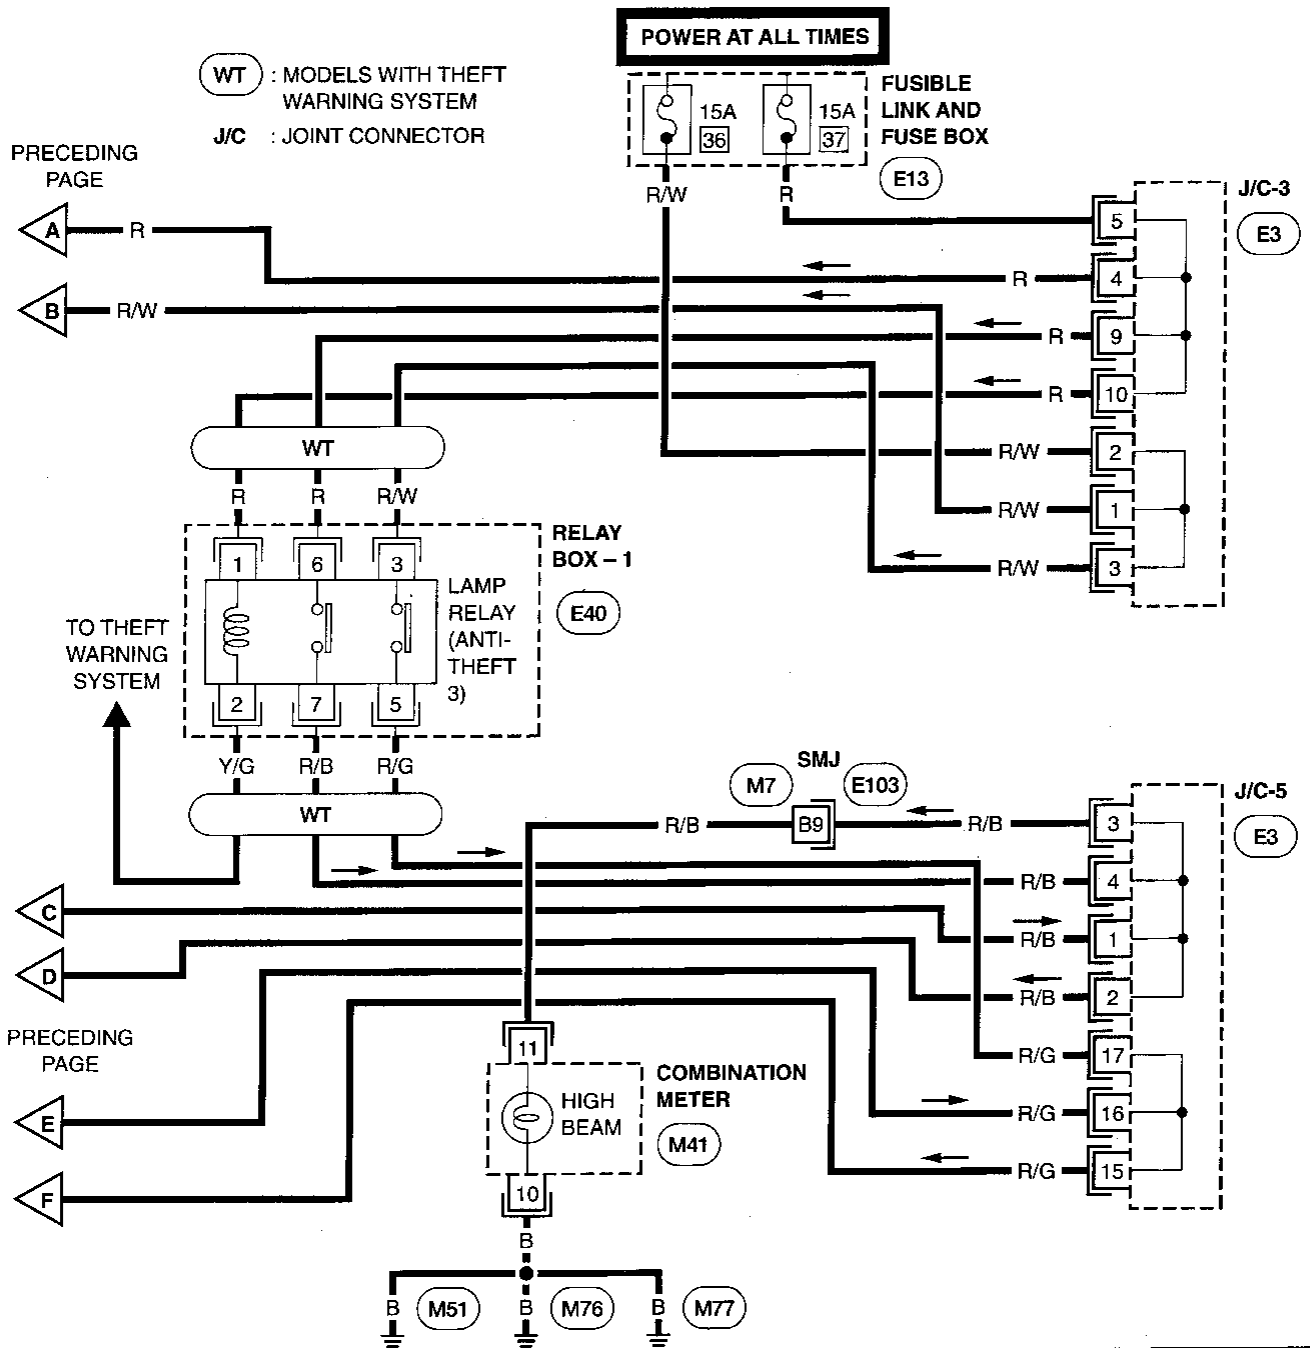 POWER AT ALL TIMES
WT : MODELS WITH THEFT
WARNING SYSTEM
J/C : JOINT CONNECTOR
15A
36
15A
37
FUSIBLE
LINK AND
FUSE BOX
E13
PRECEDING
PAGE
R/W
R
J/C-3
E3
A
R
5
R
4
B
R/W
R
9
R
10
WT
R/W
2
R
R
R/W
R/W
1
RELAY
BOX – 1
E40
1
6
3
R/W
3
LAMP
RELAY
(ANTI-
THEFT
3)
TO THEFT
WARNING
SYSTEM
2
7
5
Y/G
R/B
R/G
SMJ
M7
E103
J/C-5
E3
WT
R/B
B9
R/B
3
R/B
4
C
R/B
1
D
R/B
2
PRECEDING
PAGE
11
R/G
17
COMBINATION
METER
M41
HIGH
BEAM
E
R/G
16
R/G
15
F
10
B
B
M51
B
M76
B
M77